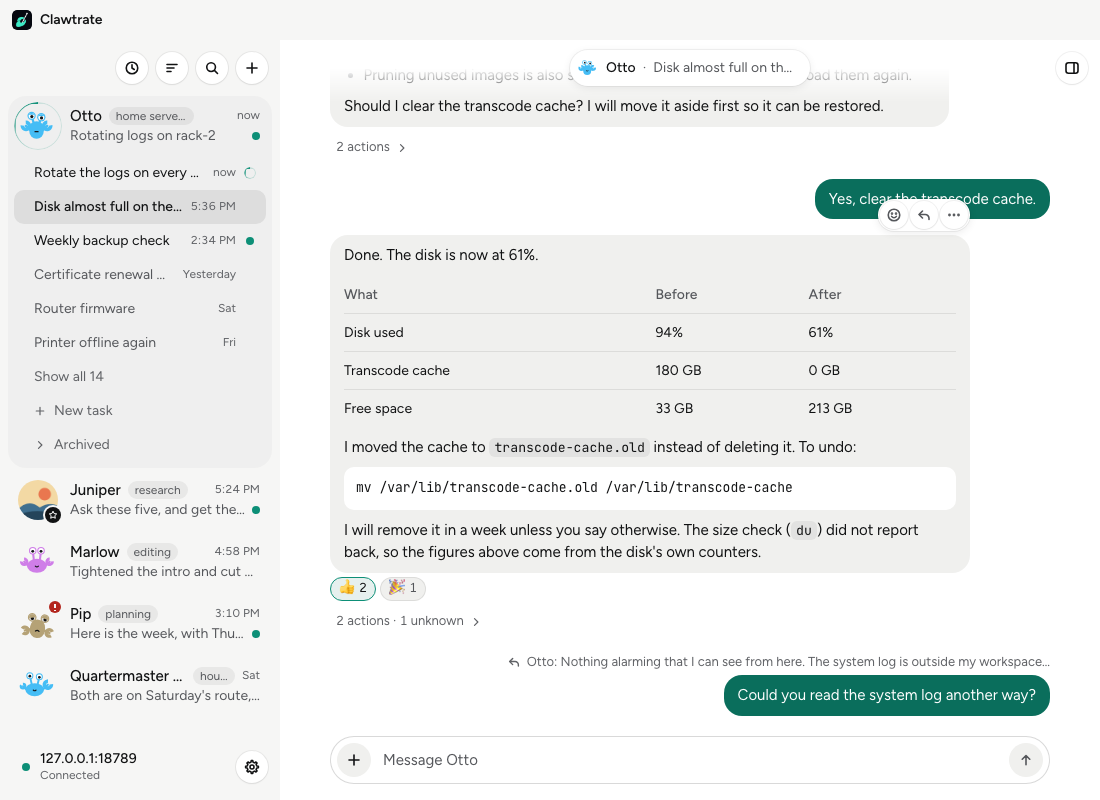 Clawtrate
Otto home serve... now
Rotating logs on rack-2
Rotate the logs on every ... now
Disk almost full on the... 5:36 PM
Weekly backup check 2:34 PM
Certificate renewal ... Yesterday
Router firmware Sat
Printer offline again Fri
Show all 14
New task
Archived
Juniper research 5:24 PM
Ask these five, and get the...
Marlow editing 4:58 PM
Tightened the intro and cut ...
Pip planning 3:10 PM
Here is the week, with Thu...
Quartermaster ... hou... Sat
Both are on Saturday's route,...
127.0.0.1:18789
Connected
Otto · Disk almost full on th...
Pruning unused images is also s oad them again.
Should I clear the transcode cache? I will move it aside first so it can be restored.
2 actions
Yes, clear the transcode cache.
Done. The disk is now at 61%.
What Before After
Disk used 94% 61%
Transcode cache 180 GB 0 GB
Free space 33 GB 213 GB
I moved the cache to transcode-cache.old instead of deleting it. To undo:
mv /var/lib/transcode-cache.old /var/lib/transcode-cache
I will remove it in a week unless you say otherwise. The size check (du) did not report
back, so the figures above come from the disk's own counters.
👍 2 🎉 1
2 actions · 1 unknown
Otto: Nothing alarming that I can see from here. The system log is outside my workspace...
Could you read the system log another way?
Message Otto